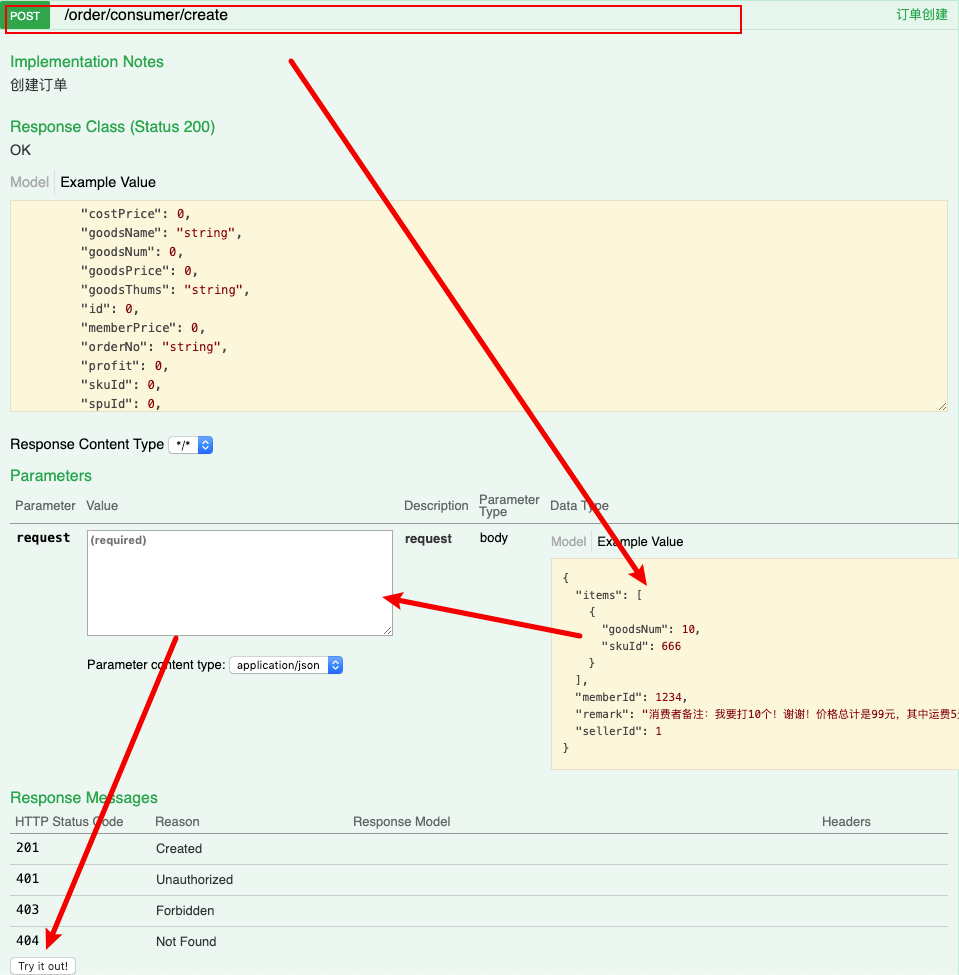 POST /order/consumer/create 订单创建
Implementation Notes
创建订单
Response Class (Status 200)
OK
Model Example Value
"costPrice": 0,
"goodsName": "string",
"goodsNum": 0,
"goodsPrice": 0,
"goodsThums": "string",
"id": 0,
"memberPrice": 0,
"orderNo": "string",
"profit": 0,
"skuId": 0,
"spuId": 0,
Response Content Type */*
Parameters
Parameter Value Description Parameter Type Data Type
request (required) request body Model Example Value
{
"items": [
{
"goodsNum": 10,
"skuId": 666
}
],
"memberId": 1234,
"remark": "消费者备注：我要打10个！谢谢！价格总计是99元，其中运费5
"sellerId": 1
}
Parameter content type: application/json
Response Messages
HTTP Status Code Reason Response Model Headers
201 Created
401 Unauthorized
403 Forbidden
404 Not Found
Try it out!